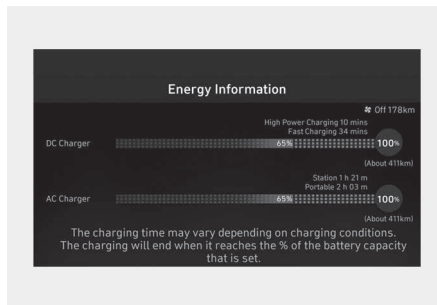 Energy Information
Off 178km
High Power Charging 10 mins
Fast Charging 34 mins
DC Charger
65%
100%
(About 411km)
Station 1 h 21 m
Portable 2 h 03 m
AC Charger
65%
100%
(About 411km)
The charging time may vary depending on charging conditions.
The charging will end when it reaches the % of the battery capacity
that is set.